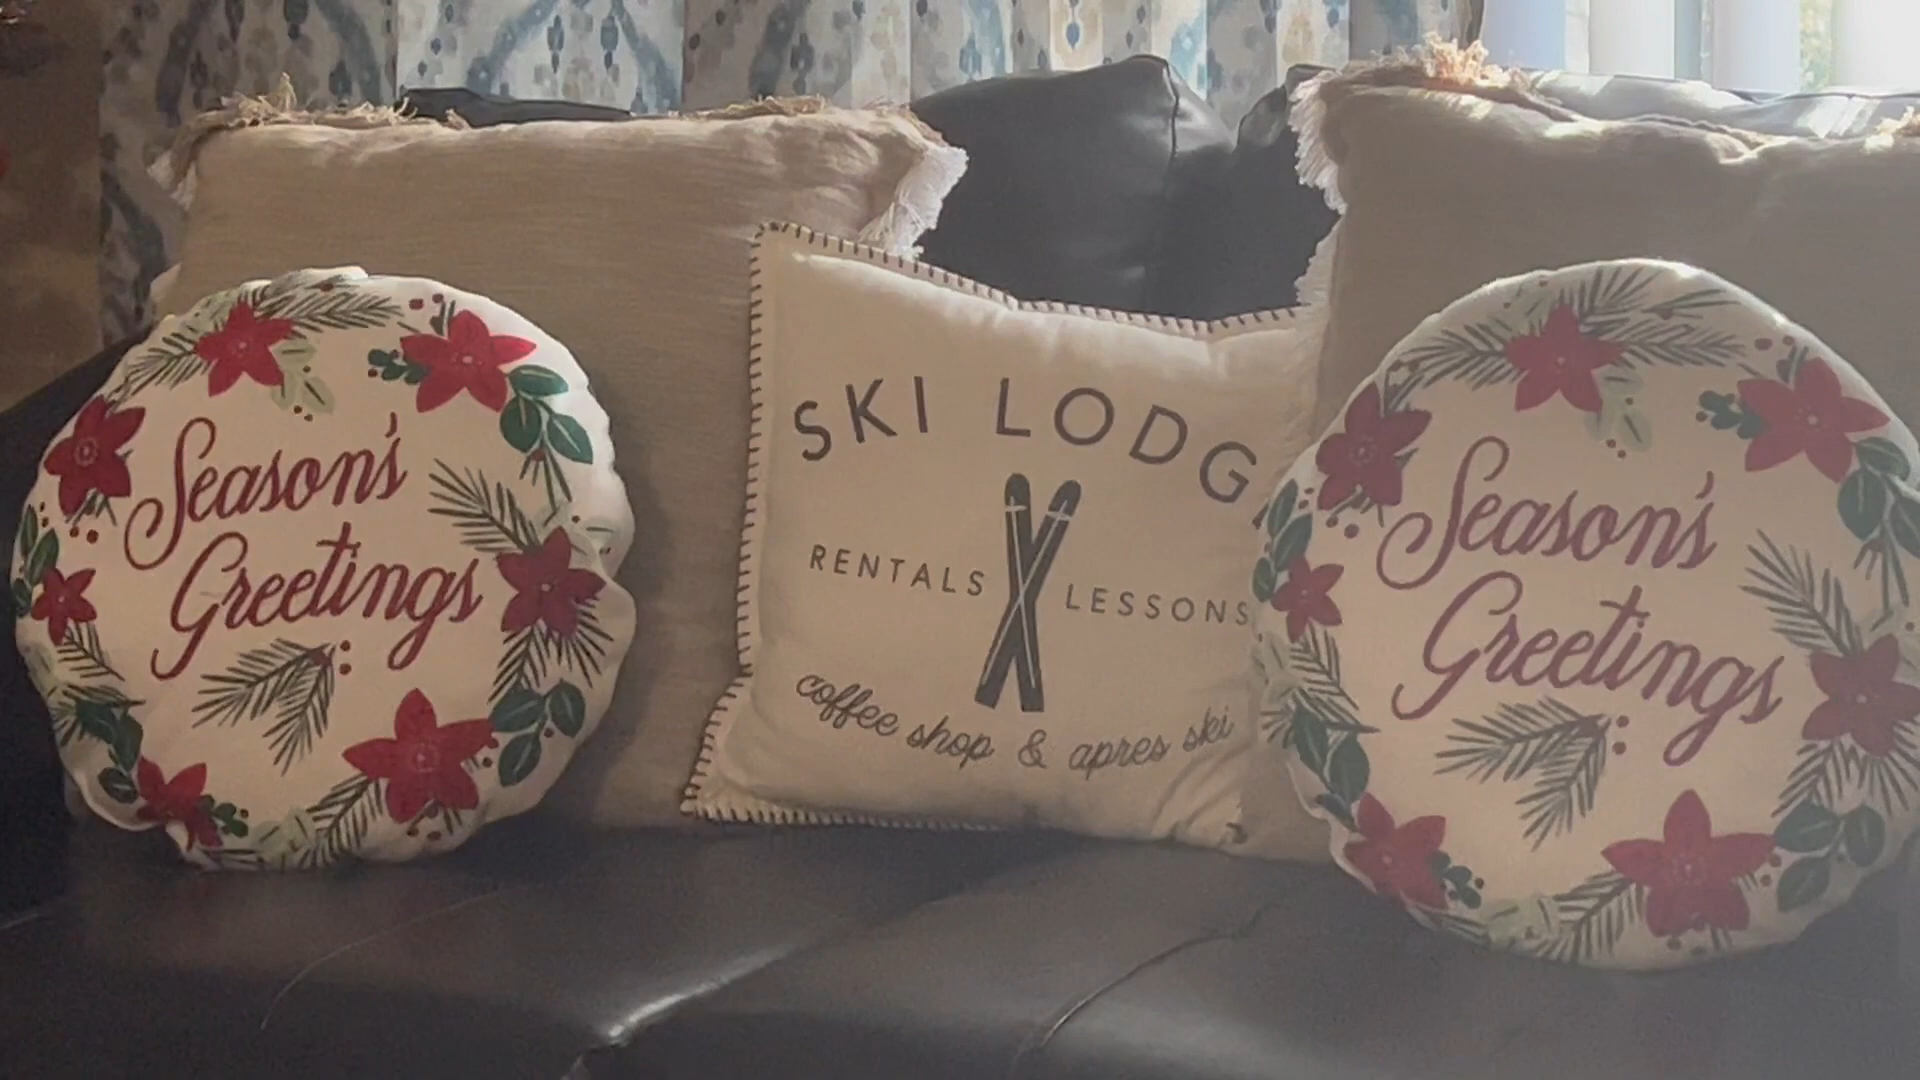 Season's
Greetings
SKI LODG
RENTALS LESSONS
coffee shop & apres ski
Season's
Greetings